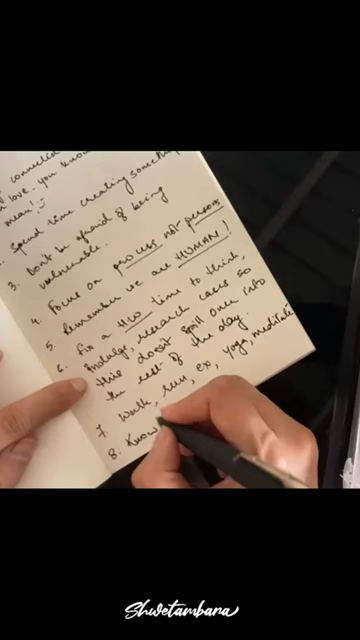 connected
love. you know
mean! :)
2. Spend time creating something
3. Don't be afraid of being
vulnerable.
4. Focus on process not persons
5. Remember we are HUMAN!
6. Fix a time to think,
indulge, research cases so
this doesn't spill over into
the rest of the day.
7. Walk, run, ex, yoga, meditate
8. Know
Shwetambara